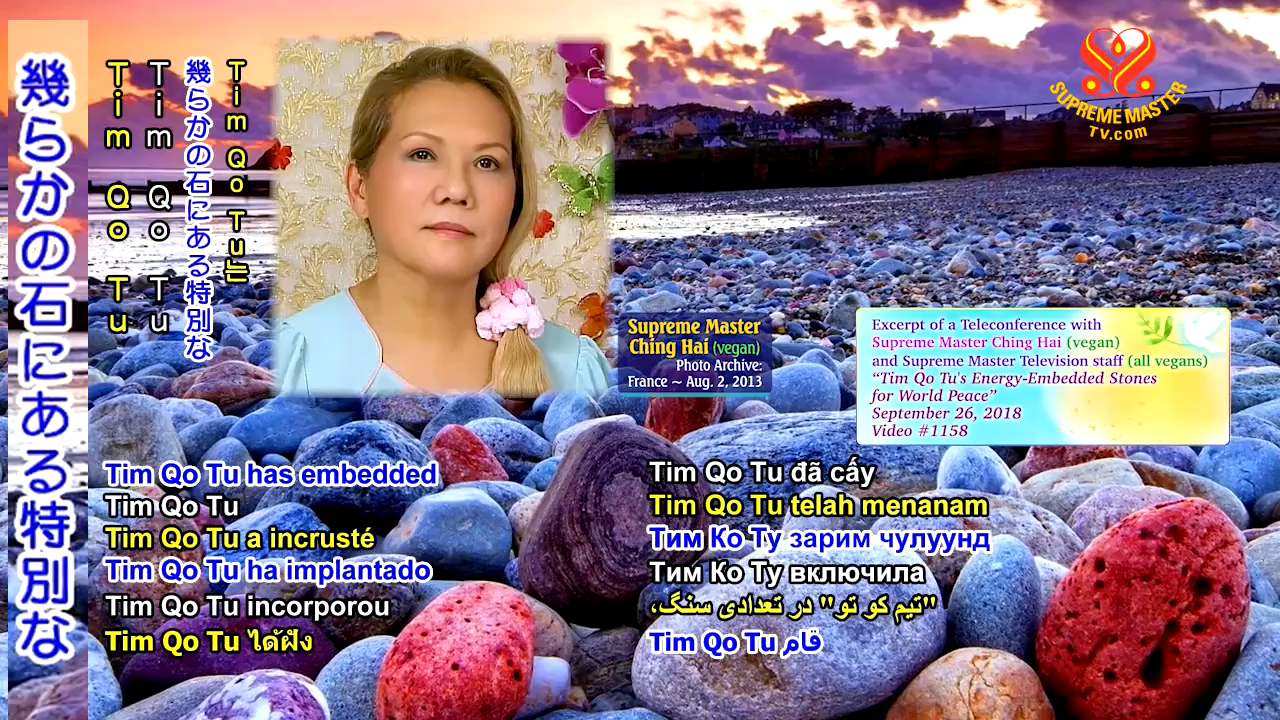 幾らかの石にある特別な
Tim Qo Tu
Tim Qo Tu
幾らかの石にある特別な
Tim Qo Tu는
SUPREME MASTER
TV.com
Supreme Master
Ching Hai (vegan)
Photo Archive:
France ~ Aug. 2, 2013
Excerpt of a Teleconference with
Supreme Master Ching Hai (vegan)
and Supreme Master Television staff (all vegans)
“Tim Qo Tu's Energy-Embedded Stones
for World Peace”
September 26, 2018
Video #1158
Tim Qo Tu has embedded
Tim Qo Tu
Tim Qo Tu a incrusté
Tim Qo Tu ha implantado
Tim Qo Tu incorporou
Tim Qo Tu ได้ฝัง
Tim Qo Tu đã cấy
Tim Qo Tu telah menanam
Тим Ко Ту зарим чулуунд
Тим Ко Ту включила
"تیم کو تو" در تعدادی سنگ،
Tim Qo Tu قام